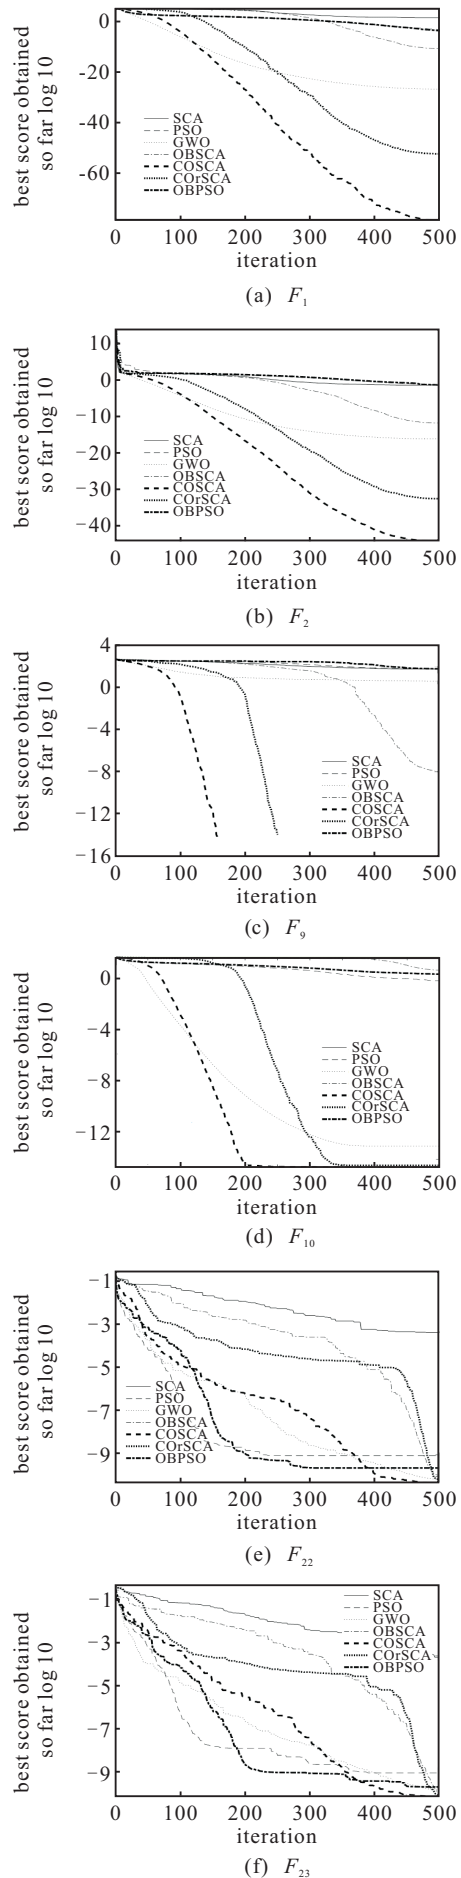 best score obtained
so far log 10
0
-20
-40
-60
SCA
PSO
GWO
OBSCA
COSCA
COrSCA
OBPSO
0 100 200 300 400 500
iteration
(a) F₁
best score obtained
so far log 10
10
0
−10
−20
−30
−40
SCA
PSO
GWO
OBSCA
COSCA
COrSCA
OBPSO
0 100 200 300 400 500
iteration
(b) F₂
best score obtained
so far log 10
4
0
−4
−8
−12
−16
SCA
PSO
GWO
OBSCA
COSCA
COrSCA
OBPSO
0 100 200 300 400 500
iteration
(c) F₉
best score obtained
so far log 10
0
−4
−8
−12
SCA
PSO
GWO
OBSCA
COSCA
COrSCA
OBPSO
0 100 200 300 400 500
iteration
(d) F₁₀
best score obtained
so far log 10
−1
−3
−5
−7
−9
SCA
PSO
GWO
OBSCA
COSCA
COrSCA
OBPSO
0 100 200 300 400 500
iteration
(e) F₂₂
best score obtained
so far log 10
−1
−3
−5
−7
−9
SCA
PSO
GWO
OBSCA
COSCA
COrSCA
OBPSO
0 100 200 300 400 500
iteration
(f) F₂₃